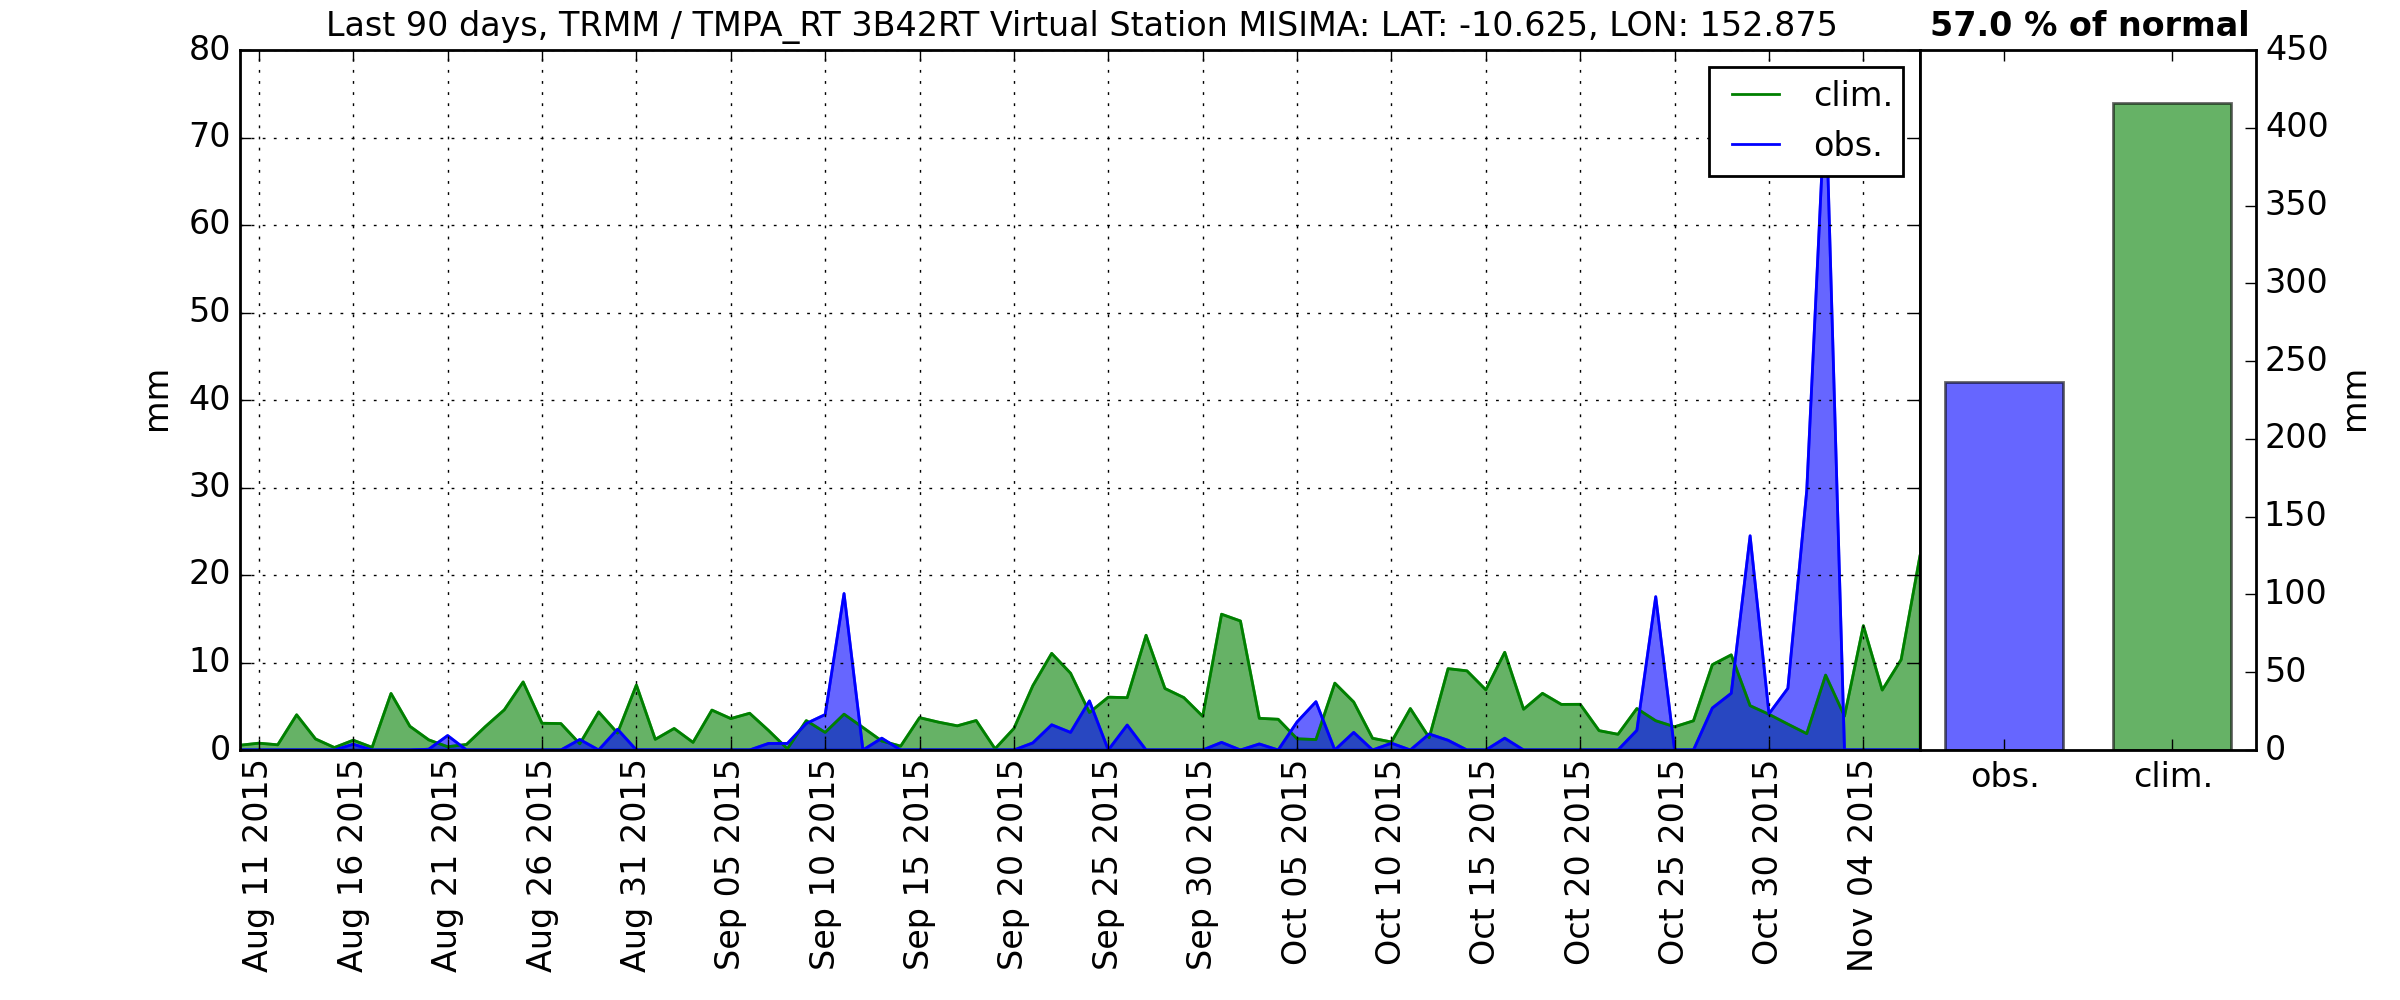 Last 90 days, TRMM / TMPA_RT 3B42RT Virtual Station MISIMA: LAT: -10.625, LON: 152.875
57.0 % of normal
80
70
60
50
40
30
20
10
0
mm
clim.
obs.
450
400
350
300
250
200
150
100
50
0
mm
Aug 11 2015
Aug 16 2015
Aug 21 2015
Aug 26 2015
Aug 31 2015
Sep 05 2015
Sep 10 2015
Sep 15 2015
Sep 20 2015
Sep 25 2015
Sep 30 2015
Oct 05 2015
Oct 10 2015
Oct 15 2015
Oct 20 2015
Oct 25 2015
Oct 30 2015
Nov 04 2015
obs.
clim.